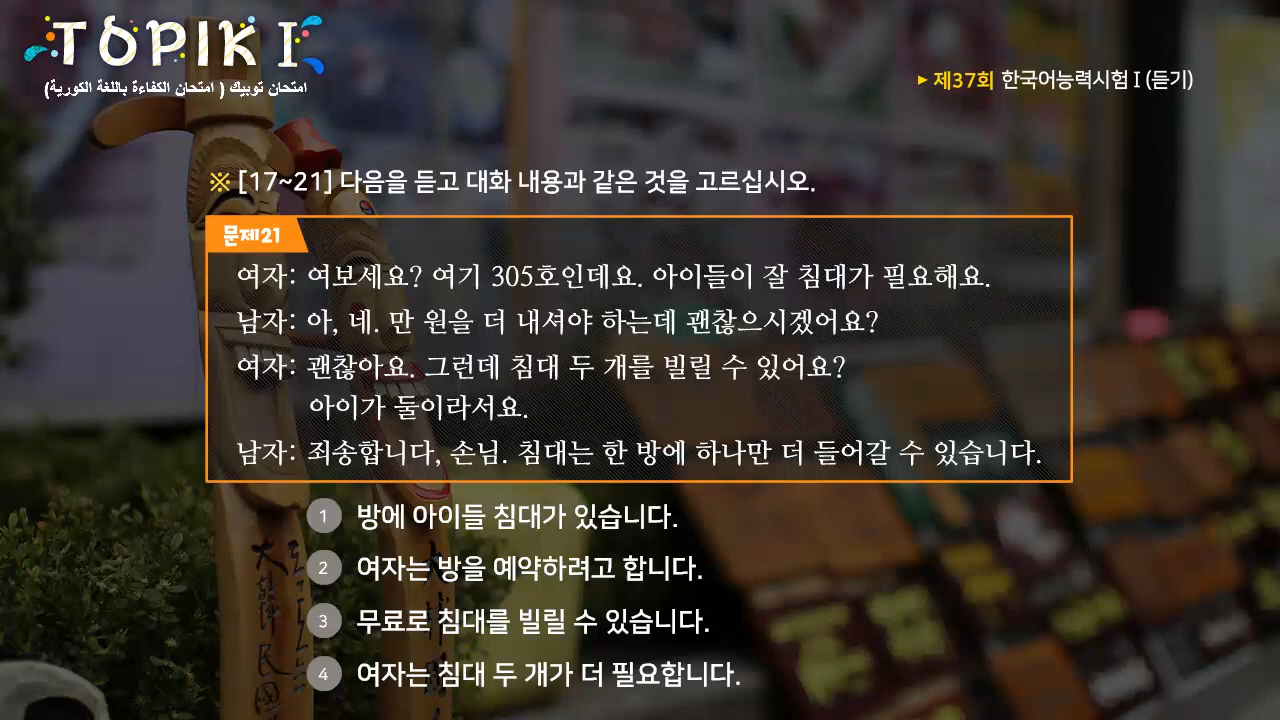 TOPIK I
امتحان توبيك ( امتحان الكفاءة باللغة الكورية)
▶ 제37회 한국어능력시험 I (듣기)
※ [17~21] 다음을 듣고 대화 내용과 같은 것을 고르십시오.
문제21
여자: 여보세요? 여기 305호인데요. 아이들이 잘 침대가 필요해요.
남자: 아, 네. 만 원을 더 내셔야 하는데 괜찮으시겠어요?
여자: 괜찮아요. 그런데 침대 두 개를 빌릴 수 있어요?
아이가 둘이라서요.
남자: 죄송합니다, 손님. 침대는 한 방에 하나만 더 들어갈 수 있습니다.
1 방에 아이들 침대가 있습니다.
2 여자는 방을 예약하려고 합니다.
3 무료로 침대를 빌릴 수 있습니다.
4 여자는 침대 두 개가 더 필요합니다.
大韓民國